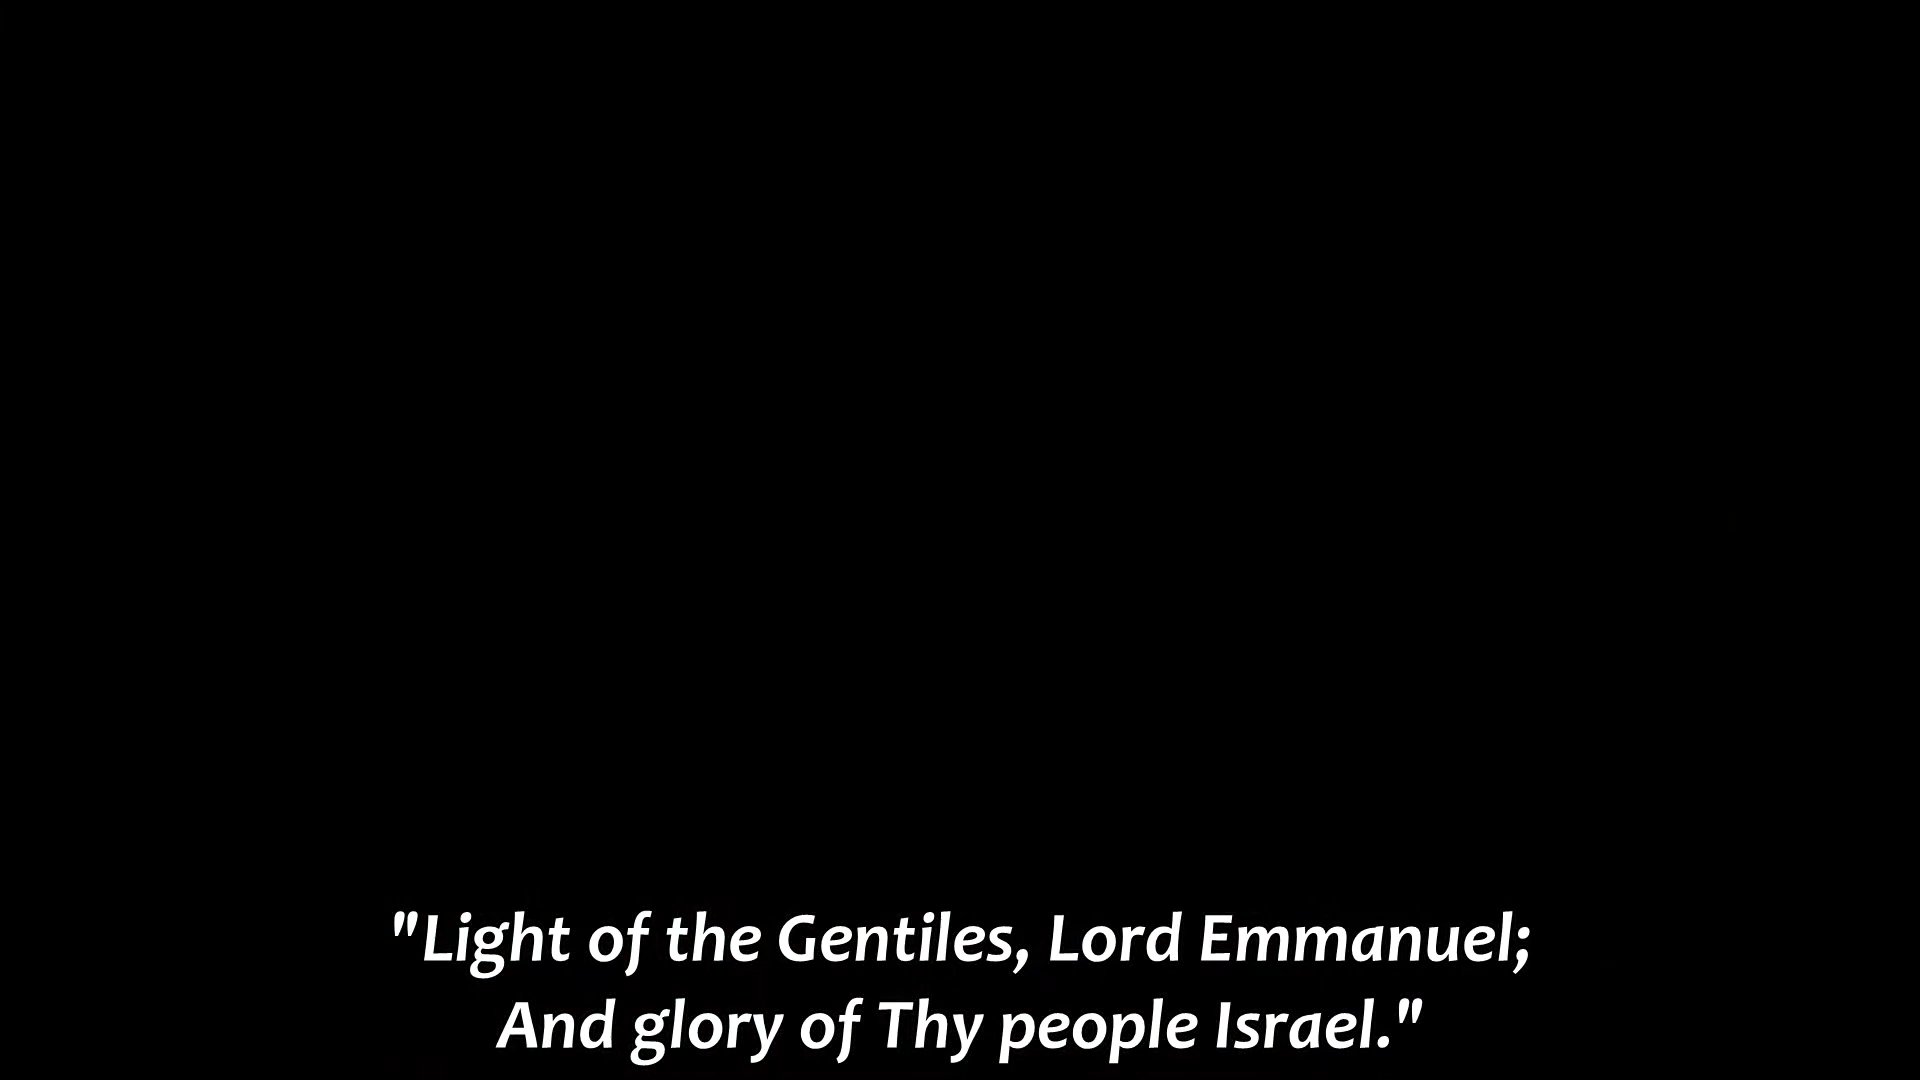 "Light of the Gentiles, Lord Emmanuel;
And glory of Thy people Israel."